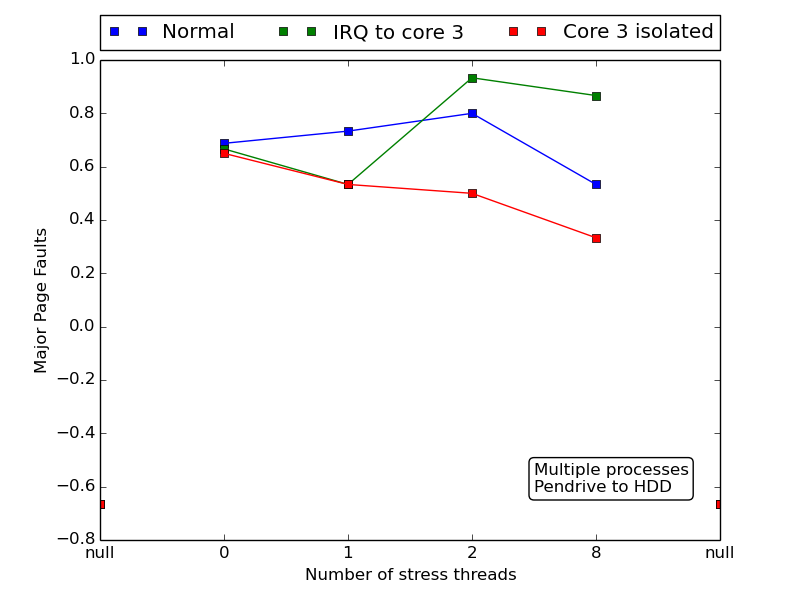 Normal IRQ to core 3 Core 3 isolated
1.0
0.8
0.6
0.4
0.2
0.0
−0.2
−0.4
−0.6
−0.8
Major Page Faults
Multiple processes
Pendrive to HDD
null 0 1 2 8 null
Number of stress threads